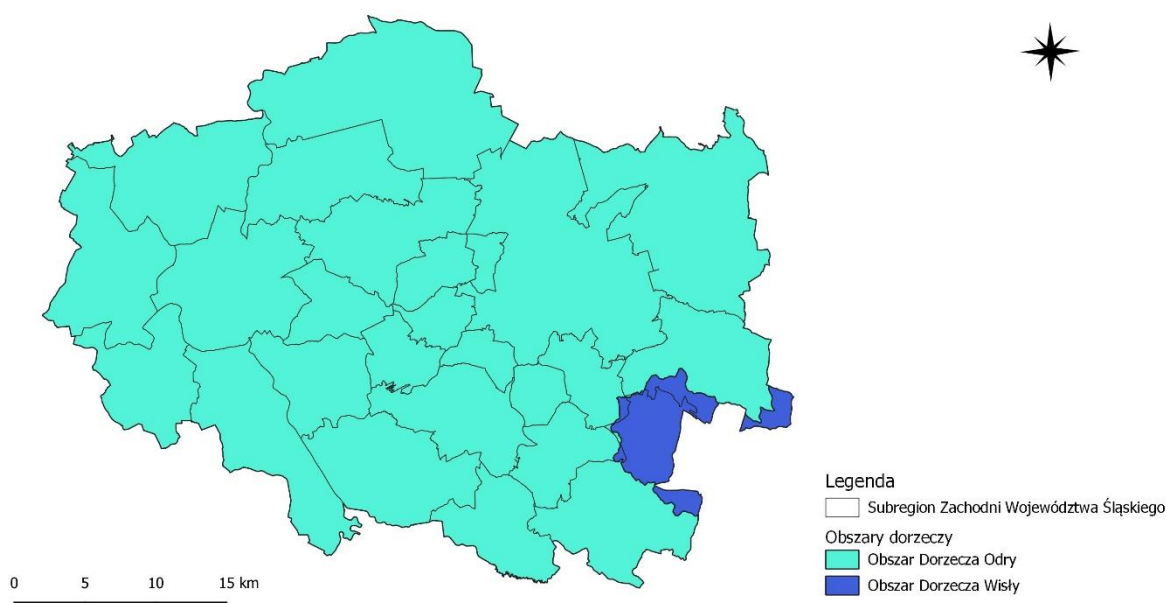 Legenda
Subregion Zachodni Województwa Śląskiego
Obszary dorzeczy
Obszar Dorzecza Odry
Obszar Dorzecza Wisły
0 5 10 15 km